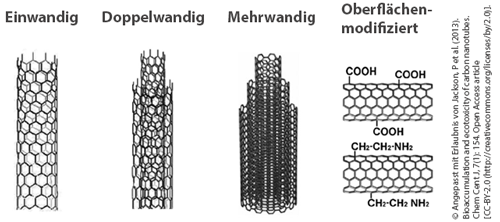 Einwandig
Doppelwandig
Mehrwandig
Oberflächen-
modifiziert
COOH
COOH
COOH
CH₂-CH₂-NH₂
CH₂-CH₂ NH₂
© Angepasst mit Erlaubnis von Jackson, P et al. (2013).
Bioaccumulation and ecotoxicity of carbon nanotubes.
Chem Cent J, 7(1): 154. Open Access article
(CC-BY-2.0 (http://creativecommons.org/licenses/by/2.0).